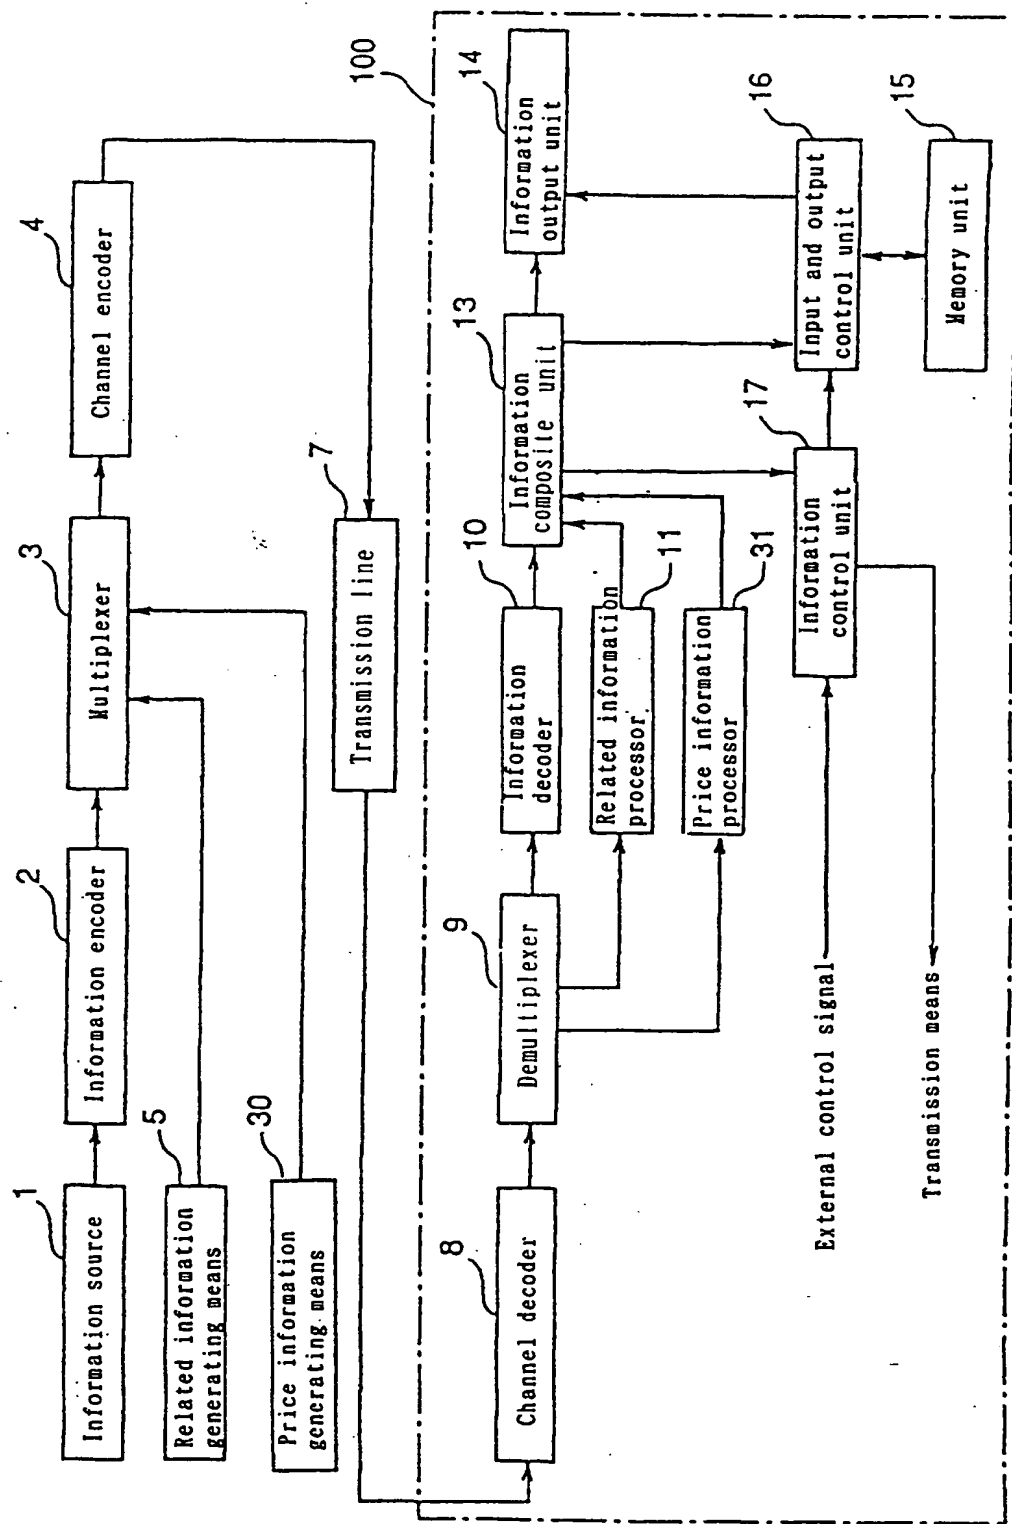 1
Information source
2
Information encoder
3
Multiplexer
4
Channel encoder
5
Related information
generating means
30
Price information
generating means
7
Transmission line
100
8
Channel decoder
9
Demultiplexer
10
Information
decoder
13
Information
composite unit
14
Information
output unit
11
Related information
processor
31
Price information
processor
17
Information
control unit
16
Input and output
control unit
15
Memory unit
External control signal
Transmission means